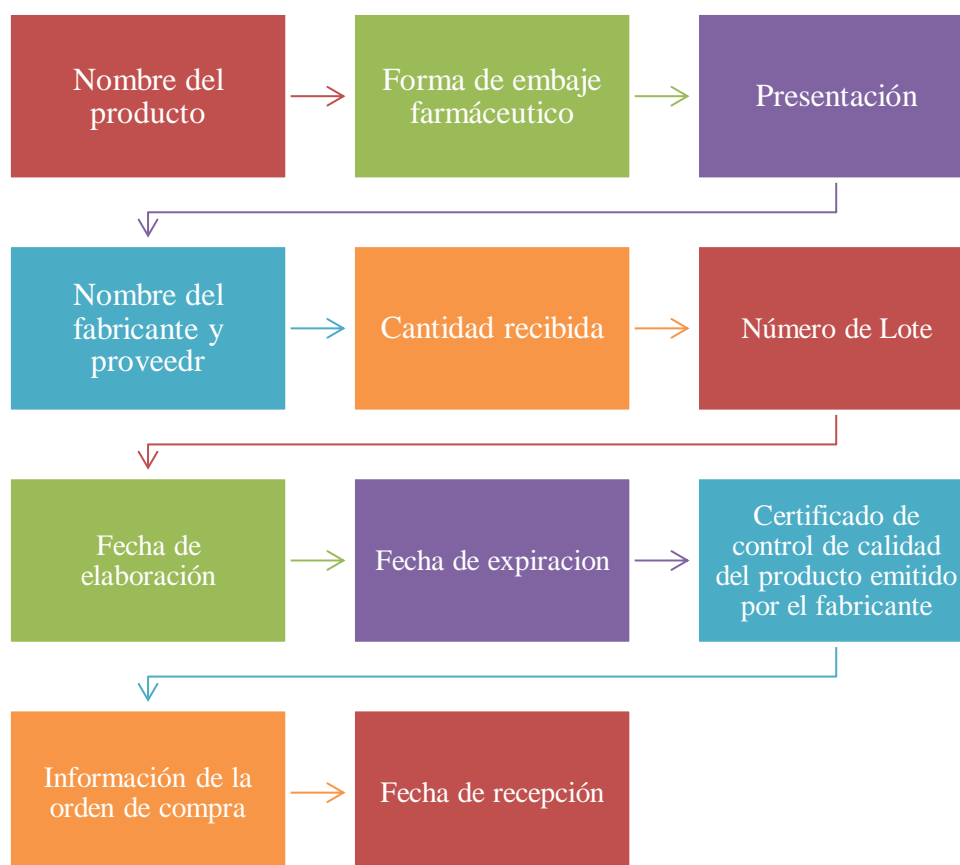 Nombre del
producto
Forma de embaje
farmáceutico
Presentación
Nombre del
fabricante y
proveedr
Cantidad recibida
Número de Lote
Fecha de
elaboración
Fecha de expiracion
Certificado de
control de calidad
del producto emitido
por el fabricante
Información de la
orden de compra
Fecha de recepción